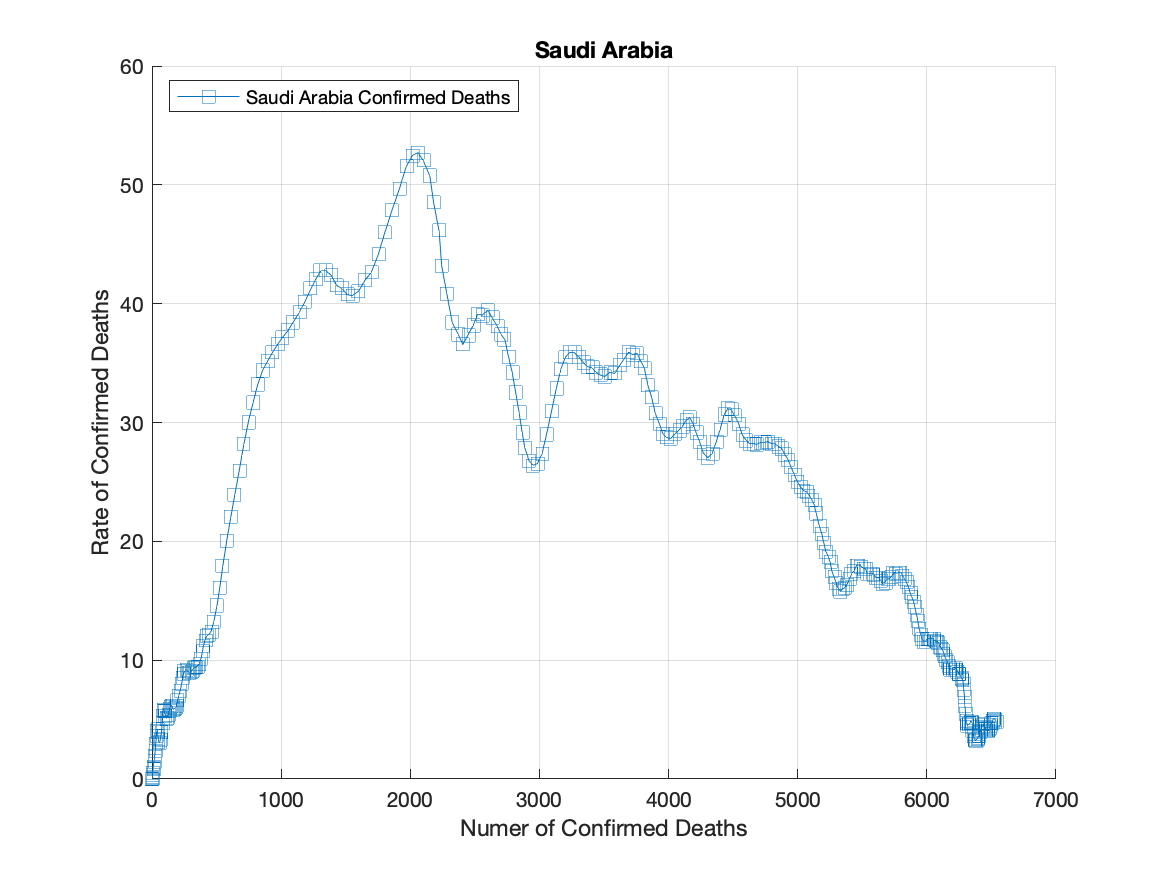 Saudi Arabia
Saudi Arabia Confirmed Deaths
60
50
40
30
20
10
0
Rate of Confirmed Deaths
0 1000 2000 3000 4000 5000 6000 7000
Numer of Confirmed Deaths